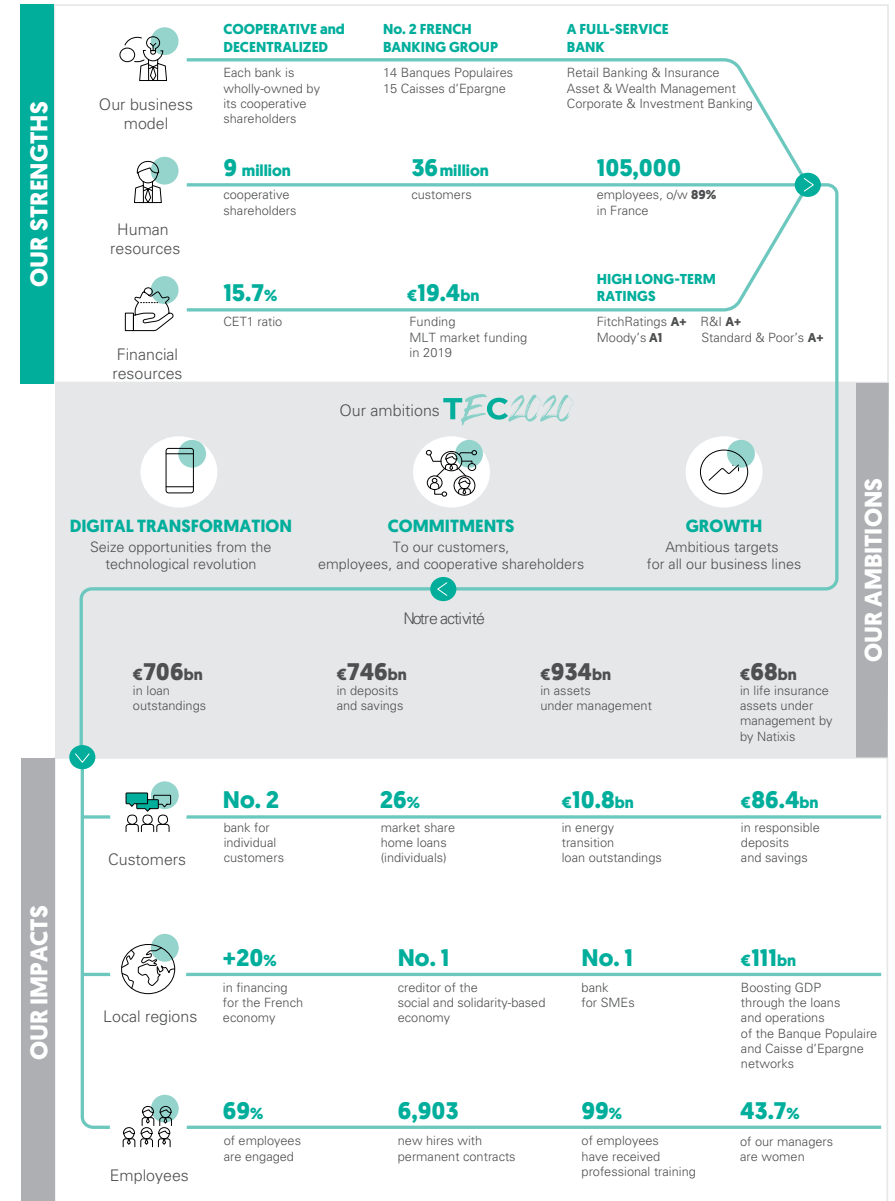 OUR STRENGTHS
Our business
model
COOPERATIVE and
DECENTRALIZED
Each bank is
wholly-owned by
its cooperative
shareholders
No. 2 FRENCH
BANKING GROUP
14 Banques Populaires
15 Caisses d'Epargne
A FULL-SERVICE
BANK
Retail Banking & Insurance
Asset & Wealth Management
Corporate & Investment Banking
Human
resources
9 million
cooperative
shareholders
36 million
customers
105,000
employees, o/w 89%
in France
Financial
resources
15.7%
CET1 ratio
€19.4bn
Funding
MLT market funding
in 2019
HIGH LONG-TERM
RATINGS
FitchRatings A+ R&I A+
Moody's A1 Standard & Poor's A+
OUR AMBITIONS
Our ambitions TEC2020
DIGITAL TRANSFORMATION
Seize opportunities from the
technological revolution
COMMITMENTS
To our customers,
employees, and cooperative shareholders
GROWTH
Ambitious targets
for all our business lines
Notre activité
€706bn
in loan
outstandings
€746bn
in deposits
and savings
€934bn
in assets
under management
€68bn
in life insurance
assets under
management by
by Natixis
OUR IMPACTS
Customers
No. 2
bank for
individual
customers
26%
market share
home loans
(individuals)
€10.8bn
in energy
transition
loan outstandings
€86.4bn
in responsible
deposits
and savings
Local regions
+20%
in financing
for the French
economy
No. 1
creditor of the
social and solidarity-based
economy
No. 1
bank
for SMEs
€111bn
Boosting GDP
through the loans
and operations
of the Banque Populaire
and Caisse d'Epargne
networks
Employees
69%
of employees
are engaged
6,903
new hires with
permanent contracts
99%
of employees
have received
professional training
43.7%
of our managers
are women